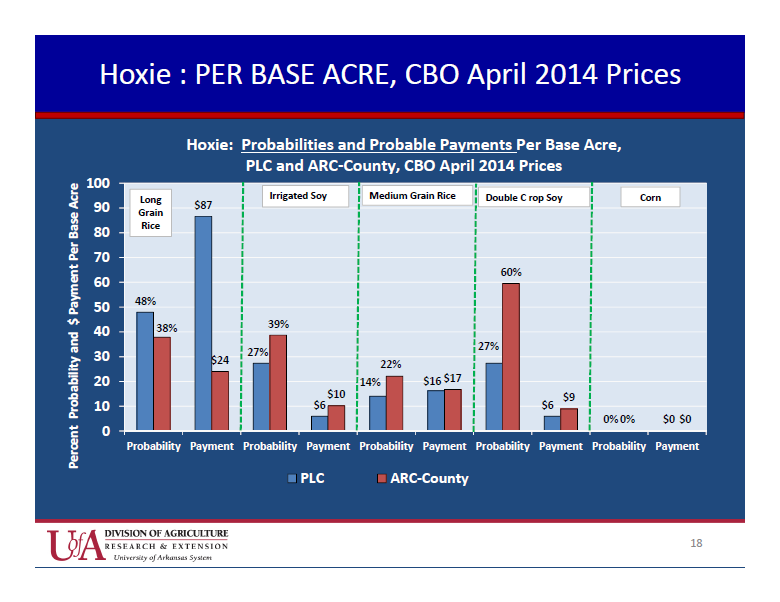 Hoxie : PER BASE ACRE, CBO April 2014 Prices
Hoxie: Probabilities and Probable Payments Per Base Acre,
PLC and ARC-County, CBO April 2014 Prices
Percent Probability and $ Payment Per Base Acre
100
90
80
70
60
50
40
30
20
10
0
Long
Grain
Rice
Irrigated Soy
Medium Grain Rice
Double C rop Soy
Corn
48%
38%
$87
$24
27%
39%
$6
$10
14%
22%
$16
$17
27%
60%
$6
$9
0%
0%
$0
$0
Probability Payment Probability Payment Probability Payment Probability Payment Probability Payment
PLC
ARC-County
UofA
DIVISION OF AGRICULTURE
RESEARCH & EXTENSION
University of Arkansas System
18